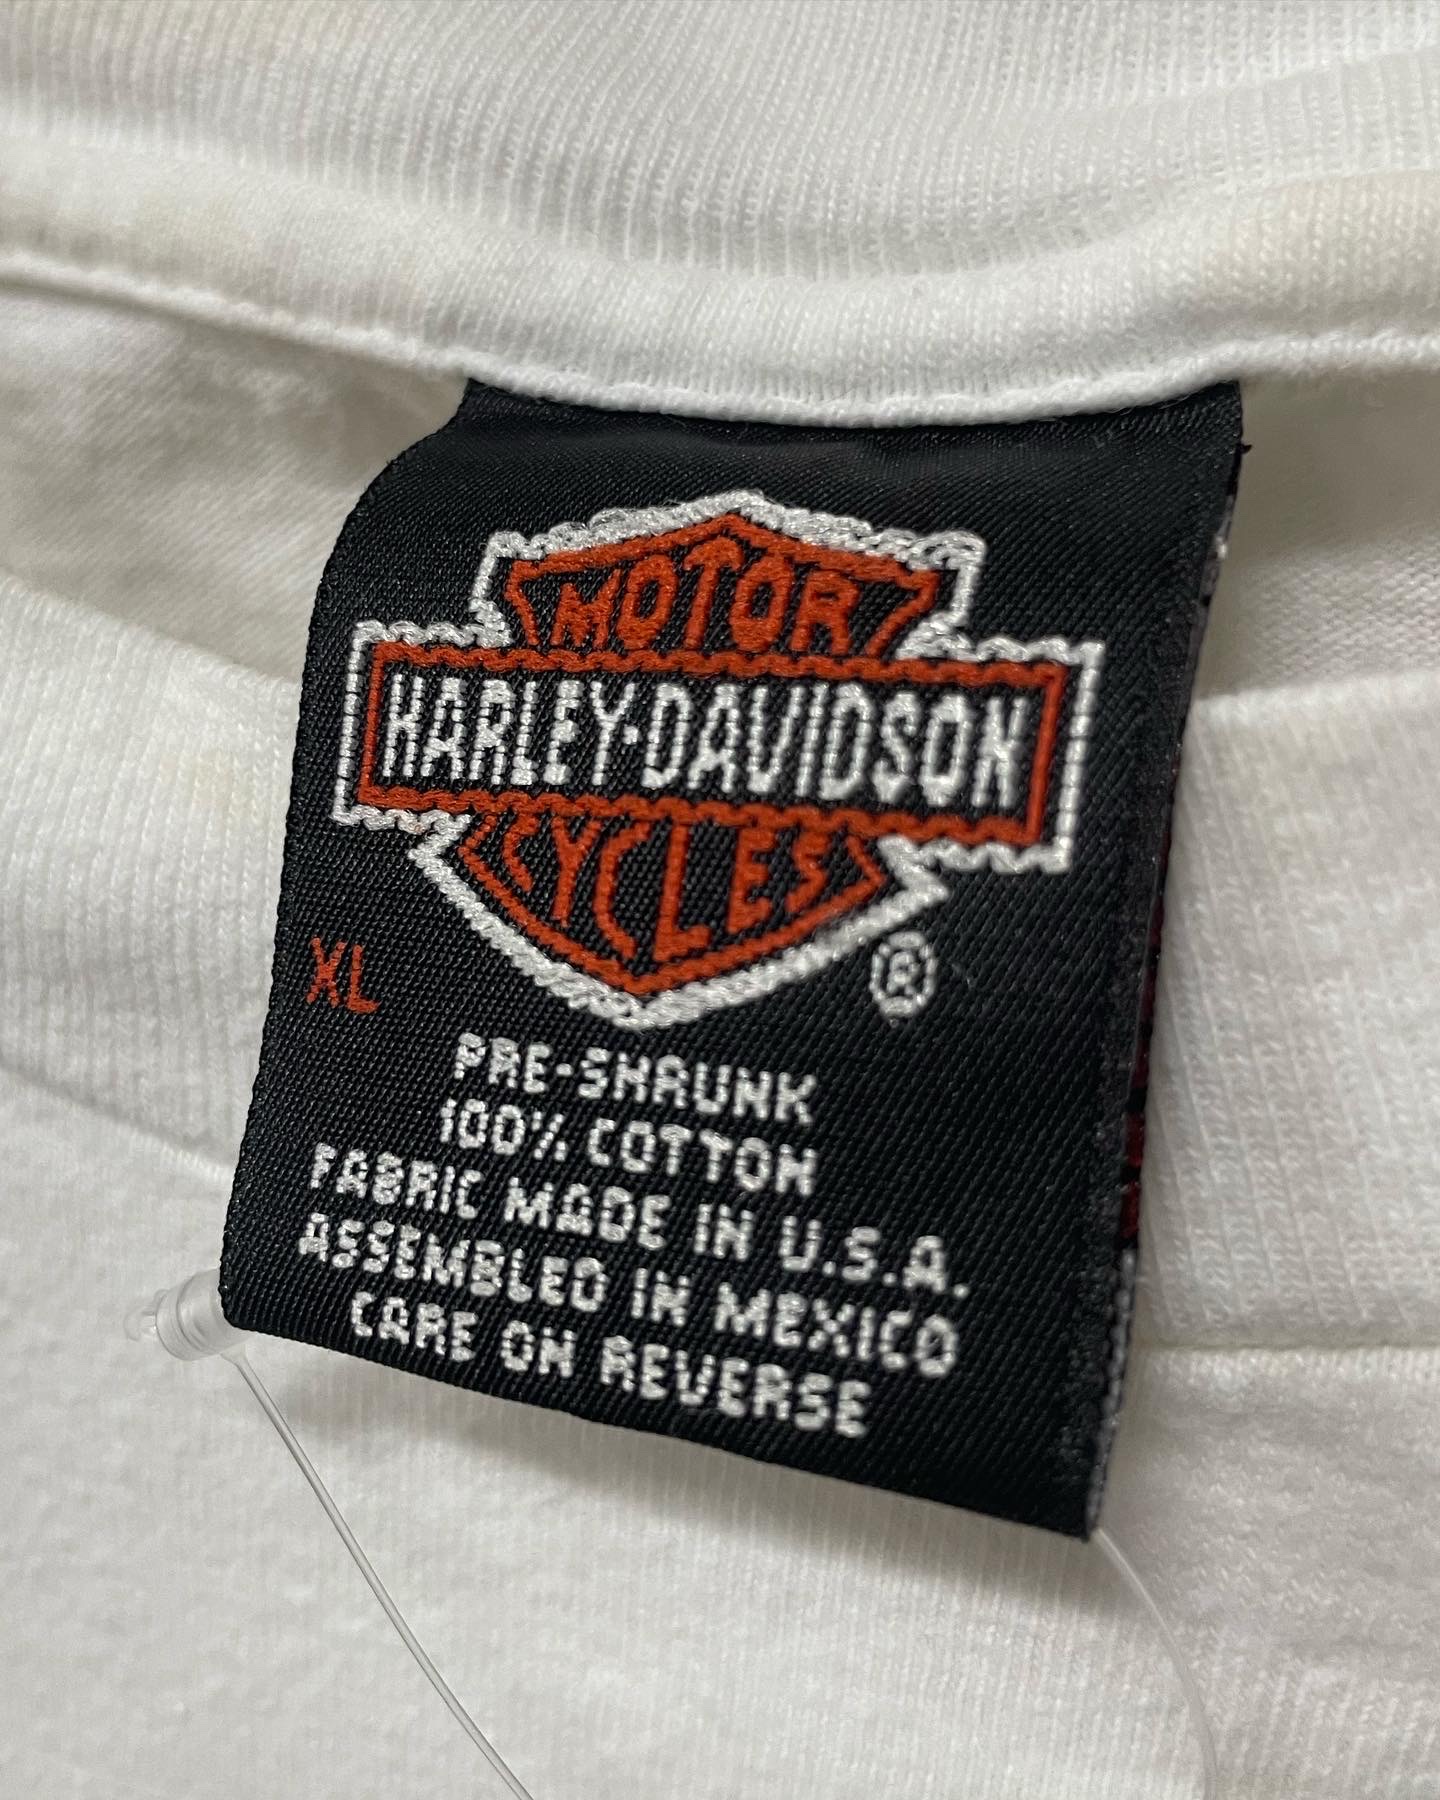 MOTOR
HARLEY-DAVIDSON
CYCLES
®
XL
PRE-SHRUNK
100% COTTON
FABRIC MADE IN U.S.A.
ASSEMBLED IN MEXICO
CARE ON REVERSE